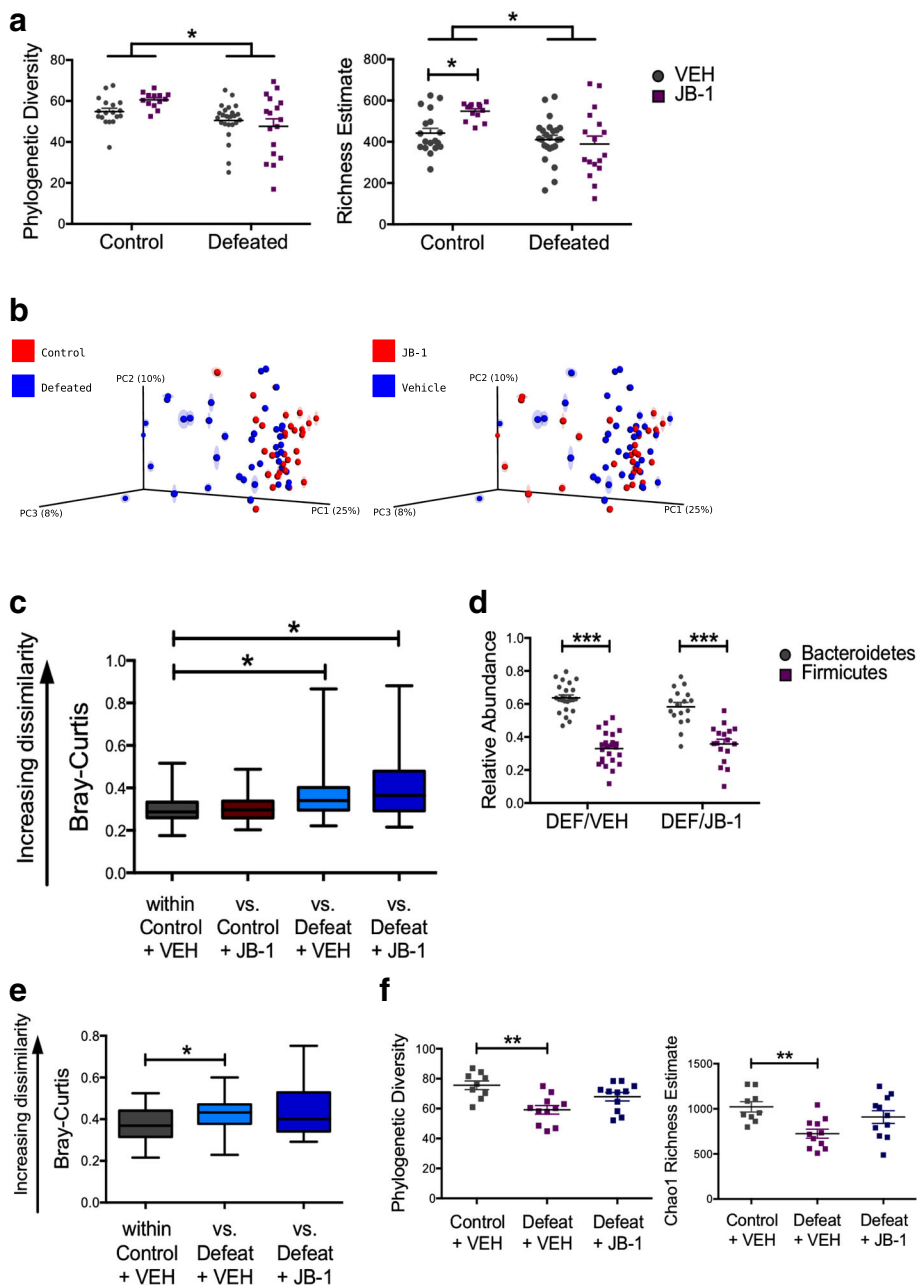 a
*
*
*
80
60
40
20
0
Phylogenetic Diversity
Control
Defeated
800
600
400
200
0
Richness Estimate
Control
Defeated
VEH
JB-1
b
Control
Defeated
PC2 (10%)
PC3 (8%)
PC1 (25%)
JB-1
Vehicle
PC2 (10%)
PC3 (8%)
PC1 (25%)
c
Increasing dissimilarity
Bray-Curtis
*
*
1.0
0.8
0.6
0.4
0.2
0.0
within
Control
+ VEH
vs.
Control
+ JB-1
vs.
Defeat
+ VEH
vs.
Defeat
+ JB-1
d
Relative Abundance
1.0
0.8
0.6
0.4
0.2
0.0
***
***
DEF/VEH
DEF/JB-1
Bacteroidetes
Firmicutes
e
Increasing dissimilarity
Bray-Curtis
0.8
0.6
0.4
0.2
0.0
*
within
Control
+ VEH
vs.
Defeat
+ VEH
vs.
Defeat
+ JB-1
f
Phylogenetic Diversity
100
80
60
40
20
0
**
Control
+ VEH
Defeat
+ VEH
Defeat
+ JB-1
Chao1 Richness Estimate
1500
1000
500
0
**
Control
+ VEH
Defeat
+ VEH
Defeat
+ JB-1